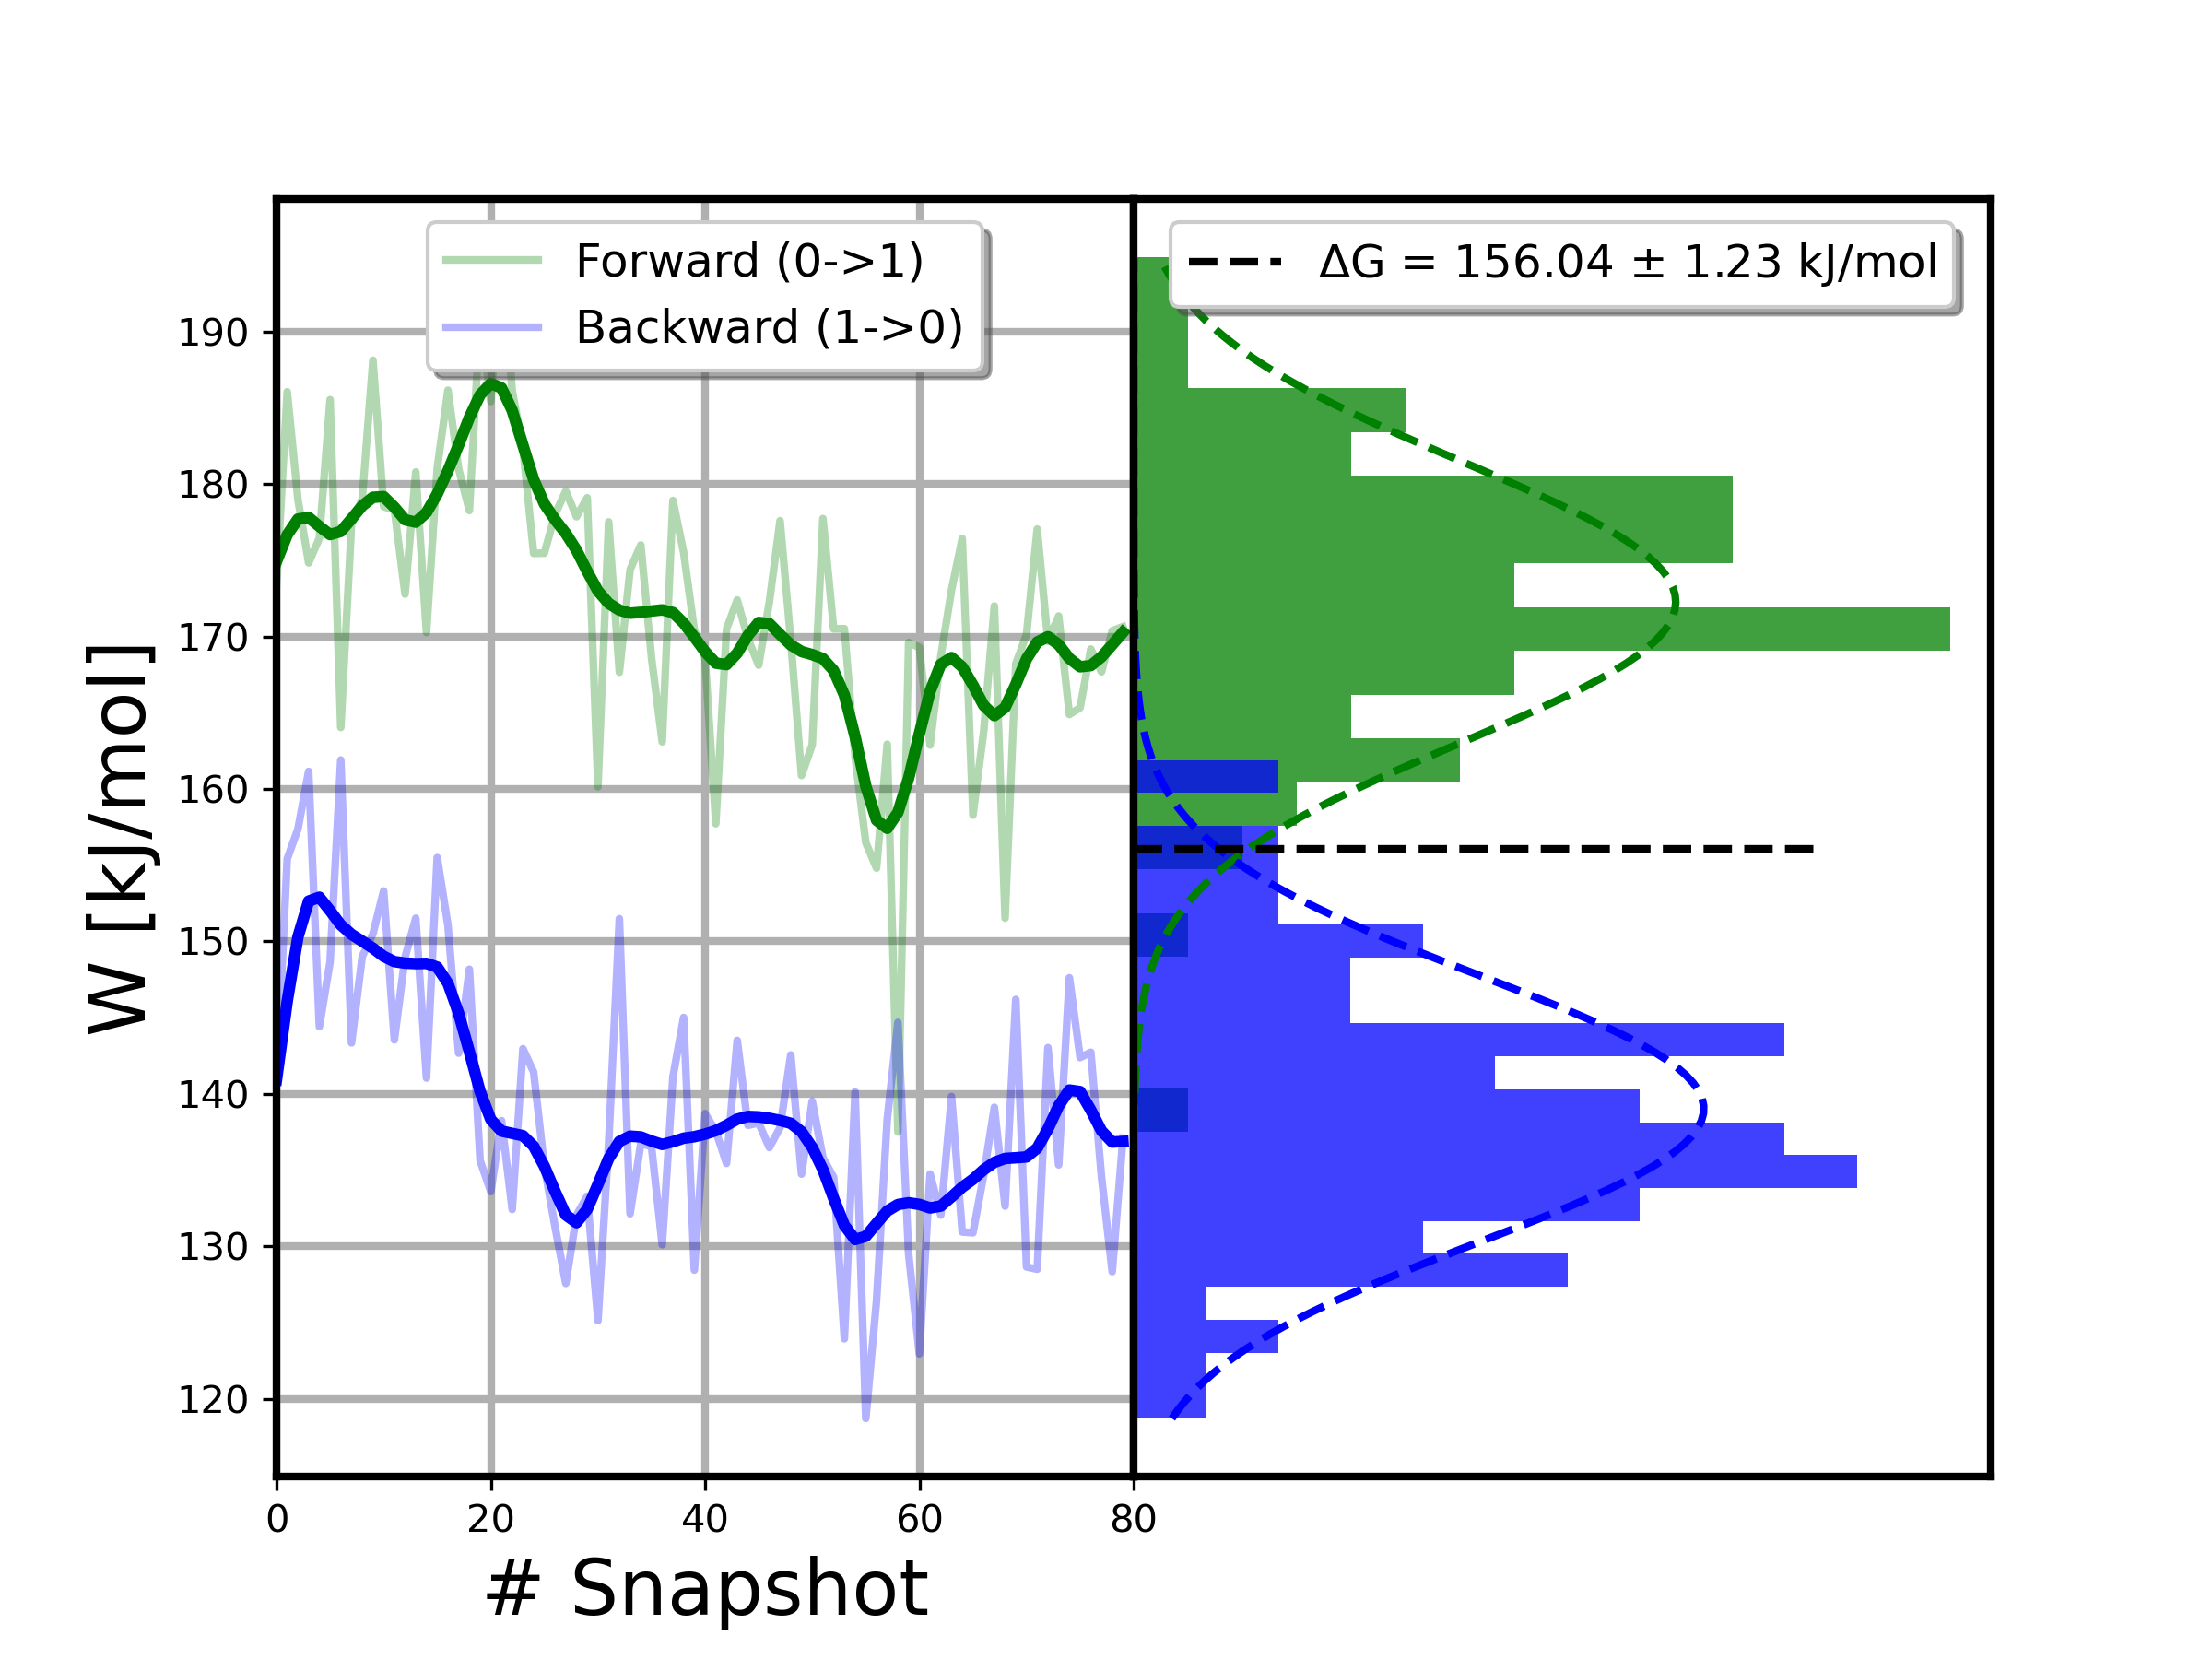 Forward (0->1)
Backward (1->0)
ΔG = 156.04 ± 1.23 kJ/mol
190
180
170
160
150
140
130
120
W [kJ/mol]
0 20 40 60 80
# Snapshot